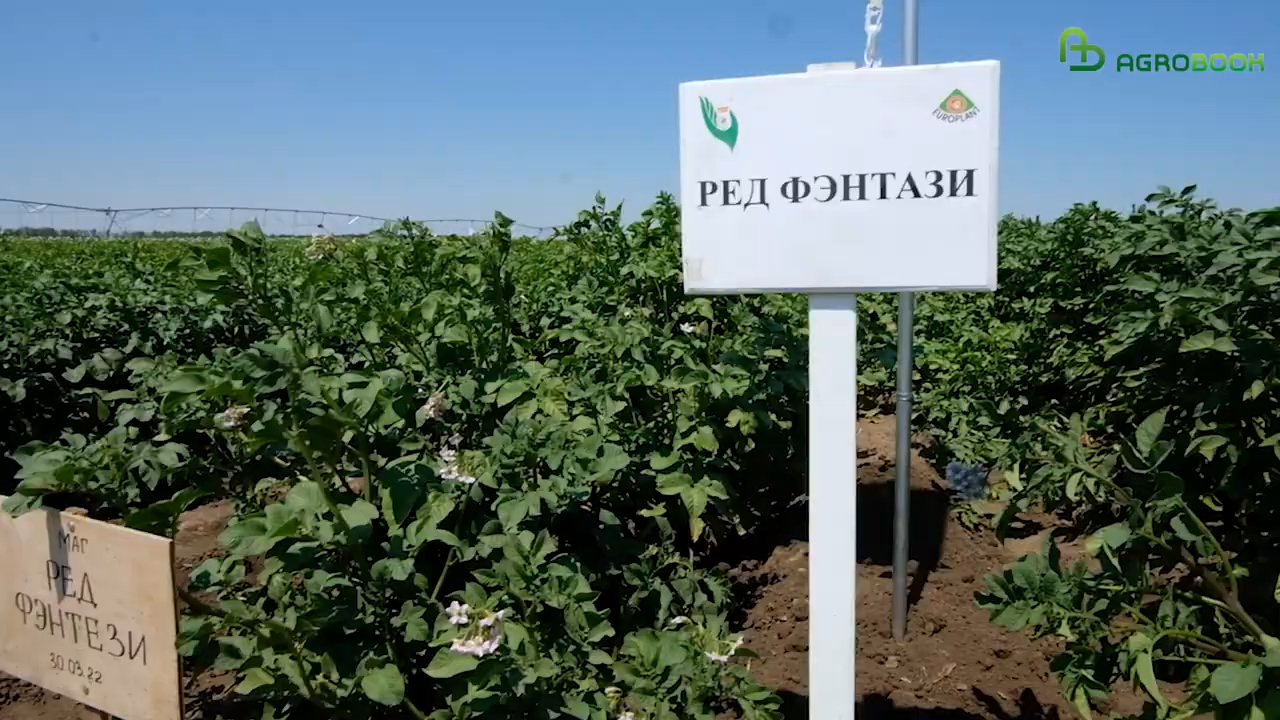 AGROBOOK
EUROPLANT
РЕД ФЭНТАЗИ
МАГ
РЕД
ФЭНТЕЗИ
30.03.22